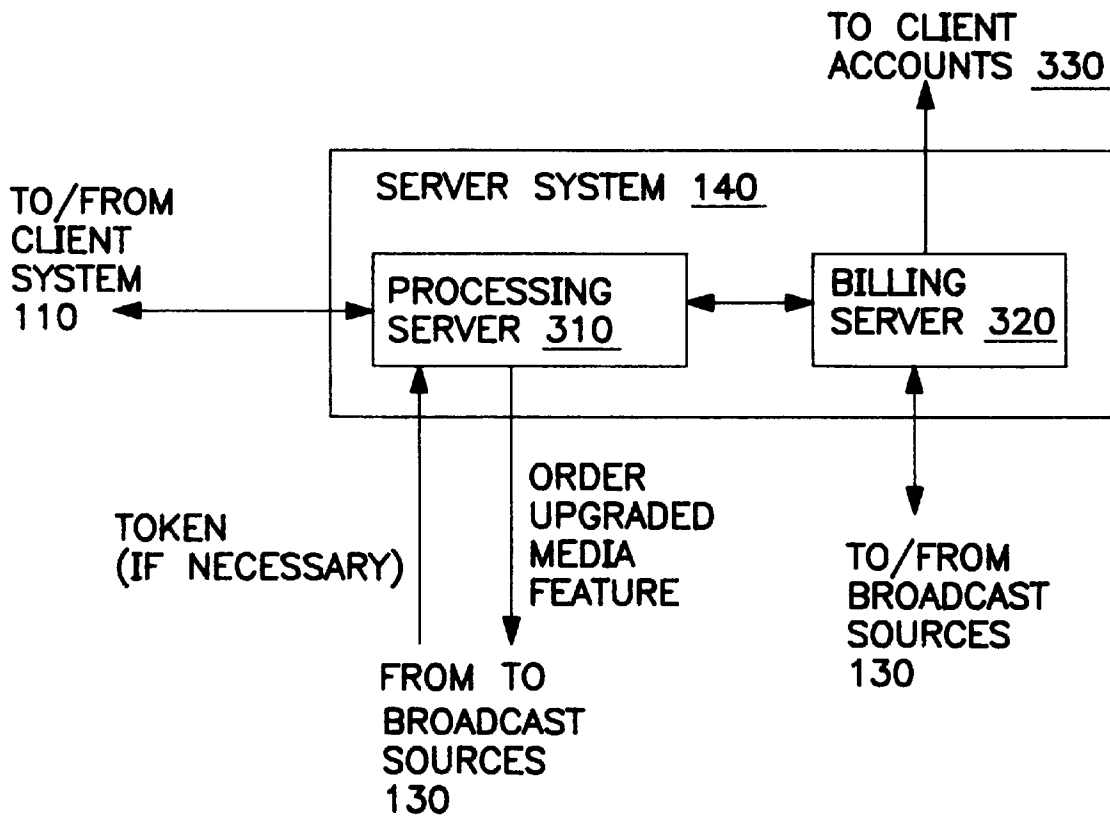 TO CLIENT
ACCOUNTS 330
SERVER SYSTEM 140
TO/FROM
CLIENT
SYSTEM
110
PROCESSING
SERVER 310
BILLING
SERVER 320
TOKEN
(IF NECESSARY)
ORDER
UPGRADED
MEDIA
FEATURE
TO/FROM
BROADCAST
SOURCES
130
FROM TO
BROADCAST
SOURCES
130